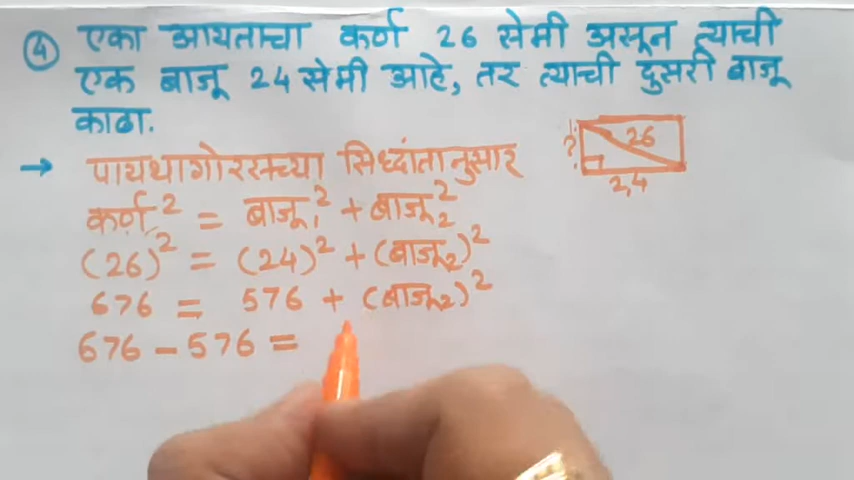 ④ एका आयताचा कर्ण 26 सेमी असून त्याची
एक बाजू 24 सेमी आहे, तर त्याची दुसरी बाजू
काढा.
→ पायथागोरसच्या सिध्दांतानुसार
कर्ण² = बाजू₁² + बाजू₂²
(26)² = (24)² + (बाजू₂)²
676 = 576 + (बाजू₂)²
676 - 576 =
? 26
24